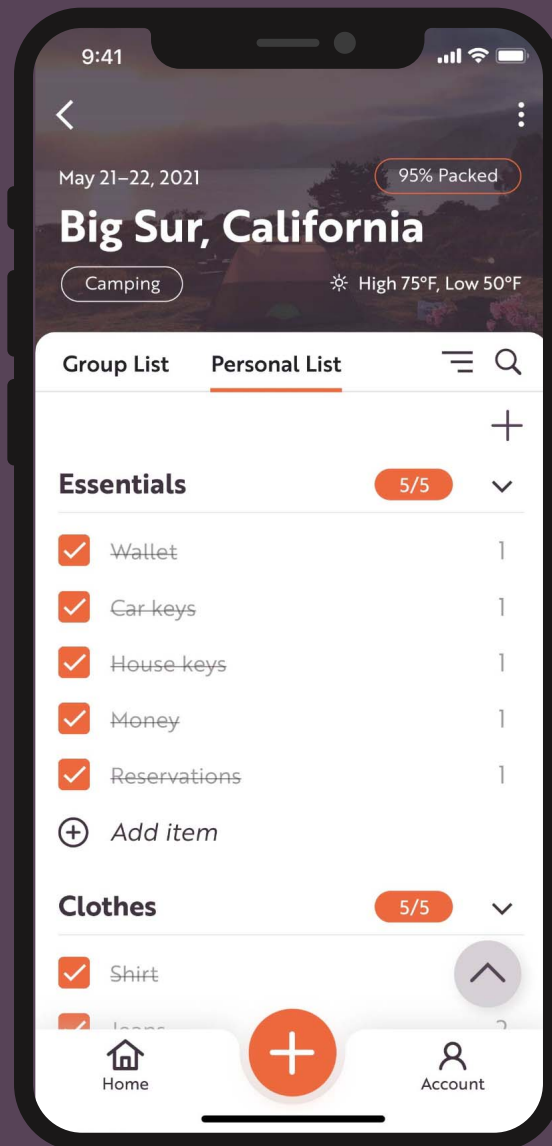 9:41
May 21–22, 2021
95% Packed
Big Sur, California
Camping
High 75°F, Low 50°F
Group List
Personal List
Essentials
5/5
Wallet 1
Car keys 1
House keys 1
Money 1
Reservations 1
Add item
Clothes
5/5
Shirt
Jeans 2
Home
Account